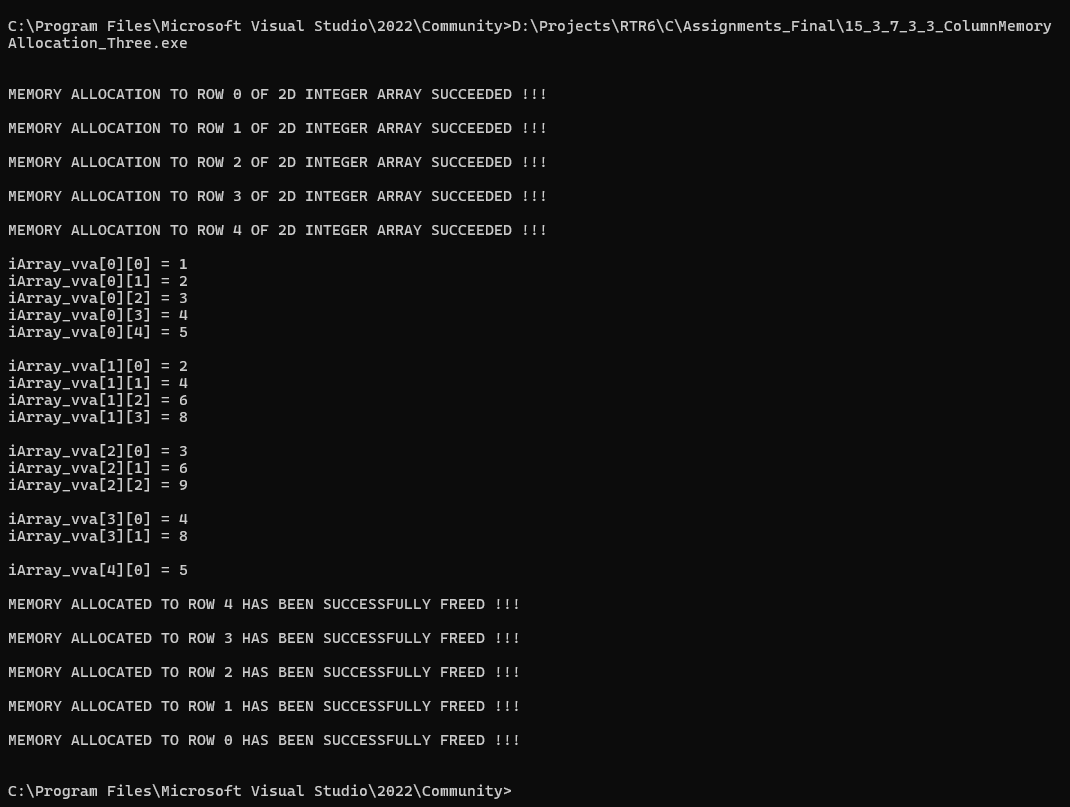 C:\Program Files\Microsoft Visual Studio\2022\Community>D:\Projects\RTR6\C\Assignments_Final\15_3_7_3_3_ColumnMemory
Allocation_Three.exe
MEMORY ALLOCATION TO ROW 0 OF 2D INTEGER ARRAY SUCCEEDED !!!
MEMORY ALLOCATION TO ROW 1 OF 2D INTEGER ARRAY SUCCEEDED !!!
MEMORY ALLOCATION TO ROW 2 OF 2D INTEGER ARRAY SUCCEEDED !!!
MEMORY ALLOCATION TO ROW 3 OF 2D INTEGER ARRAY SUCCEEDED !!!
MEMORY ALLOCATION TO ROW 4 OF 2D INTEGER ARRAY SUCCEEDED !!!
iArray_vva[0][0] = 1
iArray_vva[0][1] = 2
iArray_vva[0][2] = 3
iArray_vva[0][3] = 4
iArray_vva[0][4] = 5
iArray_vva[1][0] = 2
iArray_vva[1][1] = 4
iArray_vva[1][2] = 6
iArray_vva[1][3] = 8
iArray_vva[2][0] = 3
iArray_vva[2][1] = 6
iArray_vva[2][2] = 9
iArray_vva[3][0] = 4
iArray_vva[3][1] = 8
iArray_vva[4][0] = 5
MEMORY ALLOCATED TO ROW 4 HAS BEEN SUCCESSFULLY FREED !!!
MEMORY ALLOCATED TO ROW 3 HAS BEEN SUCCESSFULLY FREED !!!
MEMORY ALLOCATED TO ROW 2 HAS BEEN SUCCESSFULLY FREED !!!
MEMORY ALLOCATED TO ROW 1 HAS BEEN SUCCESSFULLY FREED !!!
MEMORY ALLOCATED TO ROW 0 HAS BEEN SUCCESSFULLY FREED !!!
C:\Program Files\Microsoft Visual Studio\2022\Community>